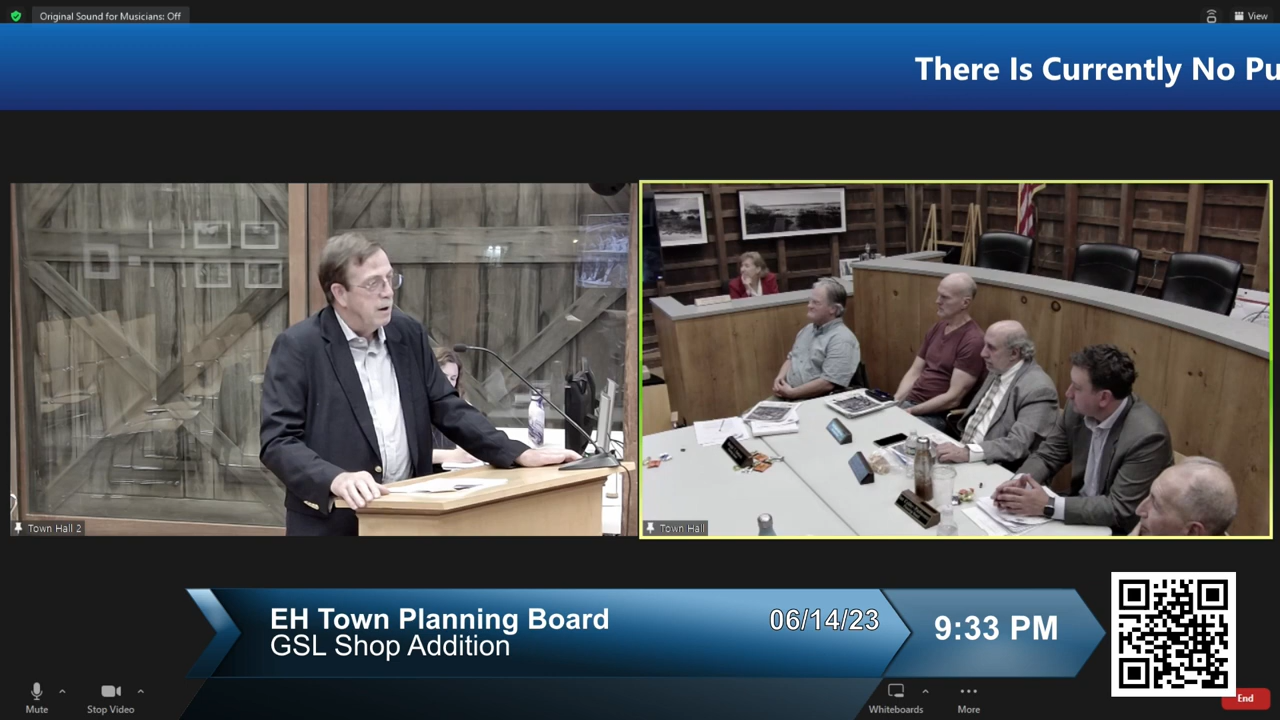 Original Sound for Musicians: Off
View
There Is Currently No Pu
Town Hall 2
Town Hall
EH Town Planning Board
06/14/23
9:33 PM
GSL Shop Addition
Mute
Stop Video
Whiteboards
More
End